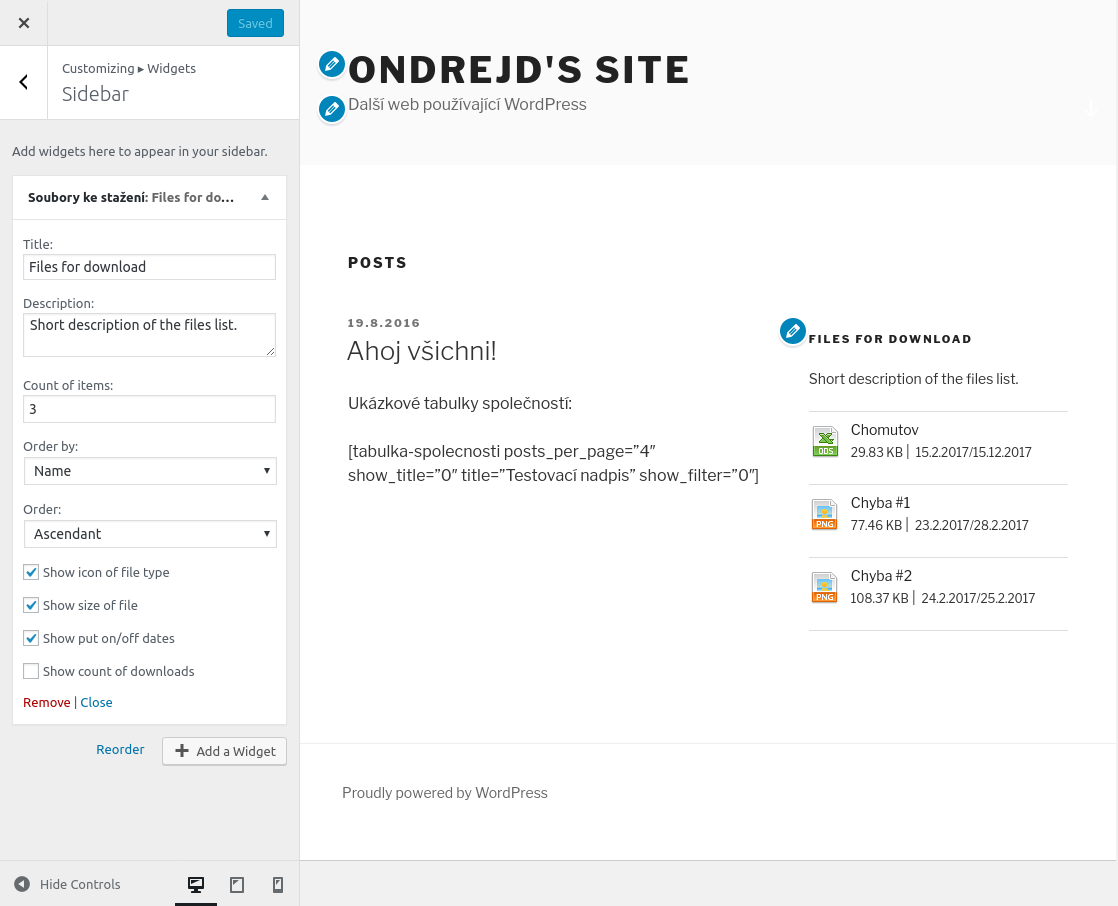 Saved
Customizing ▸ Widgets
Sidebar
Add widgets here to appear in your sidebar.
Soubory ke stažení: Files for do…
Title:
Files for download
Description:
Short description of the files list.
Count of items:
3
Order by:
Name
Order:
Ascendant
Show icon of file type
Show size of file
Show put on/off dates
Show count of downloads
Remove | Close
Reorder
Add a Widget
Hide Controls
ONDREJD'S SITE
Další web používající WordPress
POSTS
19.8.2016
Ahoj všichni!
Ukázkové tabulky společností:
[tabulka-spolecnosti posts_per_page=”4″
show_title=”0″ title=”Testovací nadpis” show_filter=”0″]
FILES FOR DOWNLOAD
Short description of the files list.
ODS
Chomutov
29.83 KB | 15.2.2017/15.12.2017
PNG
Chyba #1
77.46 KB | 23.2.2017/28.2.2017
PNG
Chyba #2
108.37 KB | 24.2.2017/25.2.2017
Proudly powered by WordPress